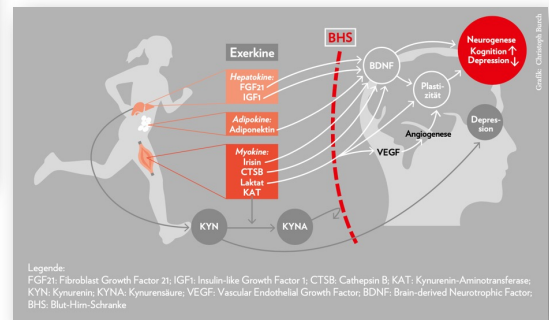 BHS
Neurogenese
Kognition ↑
Depression ↓
Grafik: Christoph Burch
Exerkine
Hepatokine:
FGF21
IGF1
BDNF
Plasti-
zität
Adipokine:
Adiponektin
Depres-
sion
Angiogenese
Myokine:
Irisin
CTSB
Laktat
KAT
VEGF
KYN
KYNA
Legende:
FGF21: Fibroblast Growth Factor 21; IGF1: Insulin-like Growth Factor 1; CTSB: Cathepsin B; KAT: Kynurenin-Aminotransferase;
KYN: Kynurenin; KYNA: Kynurensäure; VEGF: Vascular Endothelial Growth Factor; BDNF: Brain-derived Neurotrophic Factor;
BHS: Blut-Hirn-Schranke